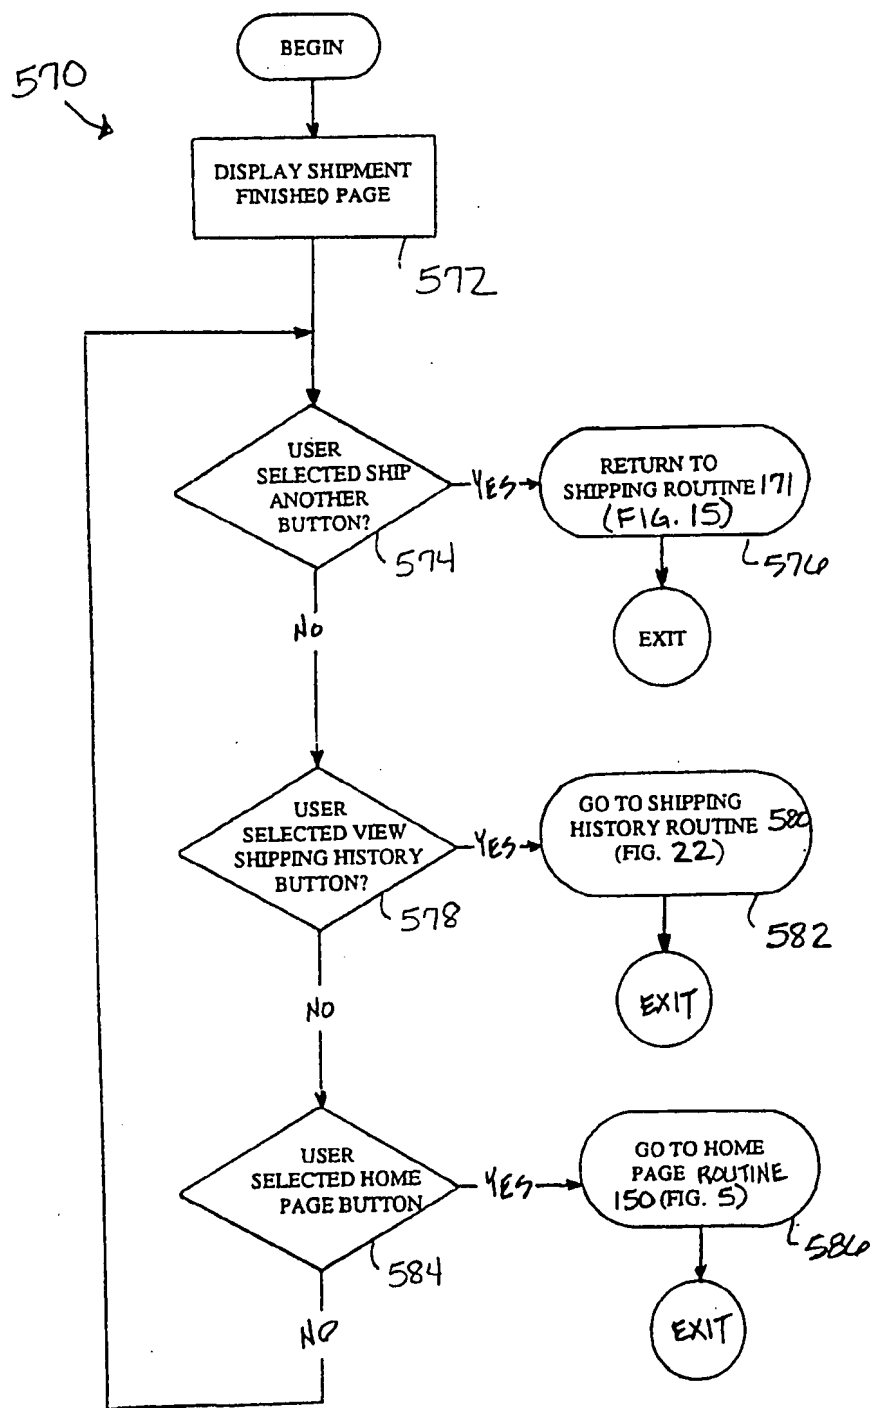 BEGIN
570
DISPLAY SHIPMENT
FINISHED PAGE
572
USER
SELECTED SHIP
ANOTHER
BUTTON?
574
YES
RETURN TO
SHIPPING ROUTINE 171
(FIG. 15)
576
EXIT
NO
USER
SELECTED VIEW
SHIPPING HISTORY
BUTTON?
578
YES
GO TO SHIPPING
HISTORY ROUTINE 580
(FIG. 22)
582
EXIT
NO
USER
SELECTED HOME
PAGE BUTTON
584
YES
GO TO HOME
PAGE ROUTINE
150 (FIG. 5)
586
EXIT
NO